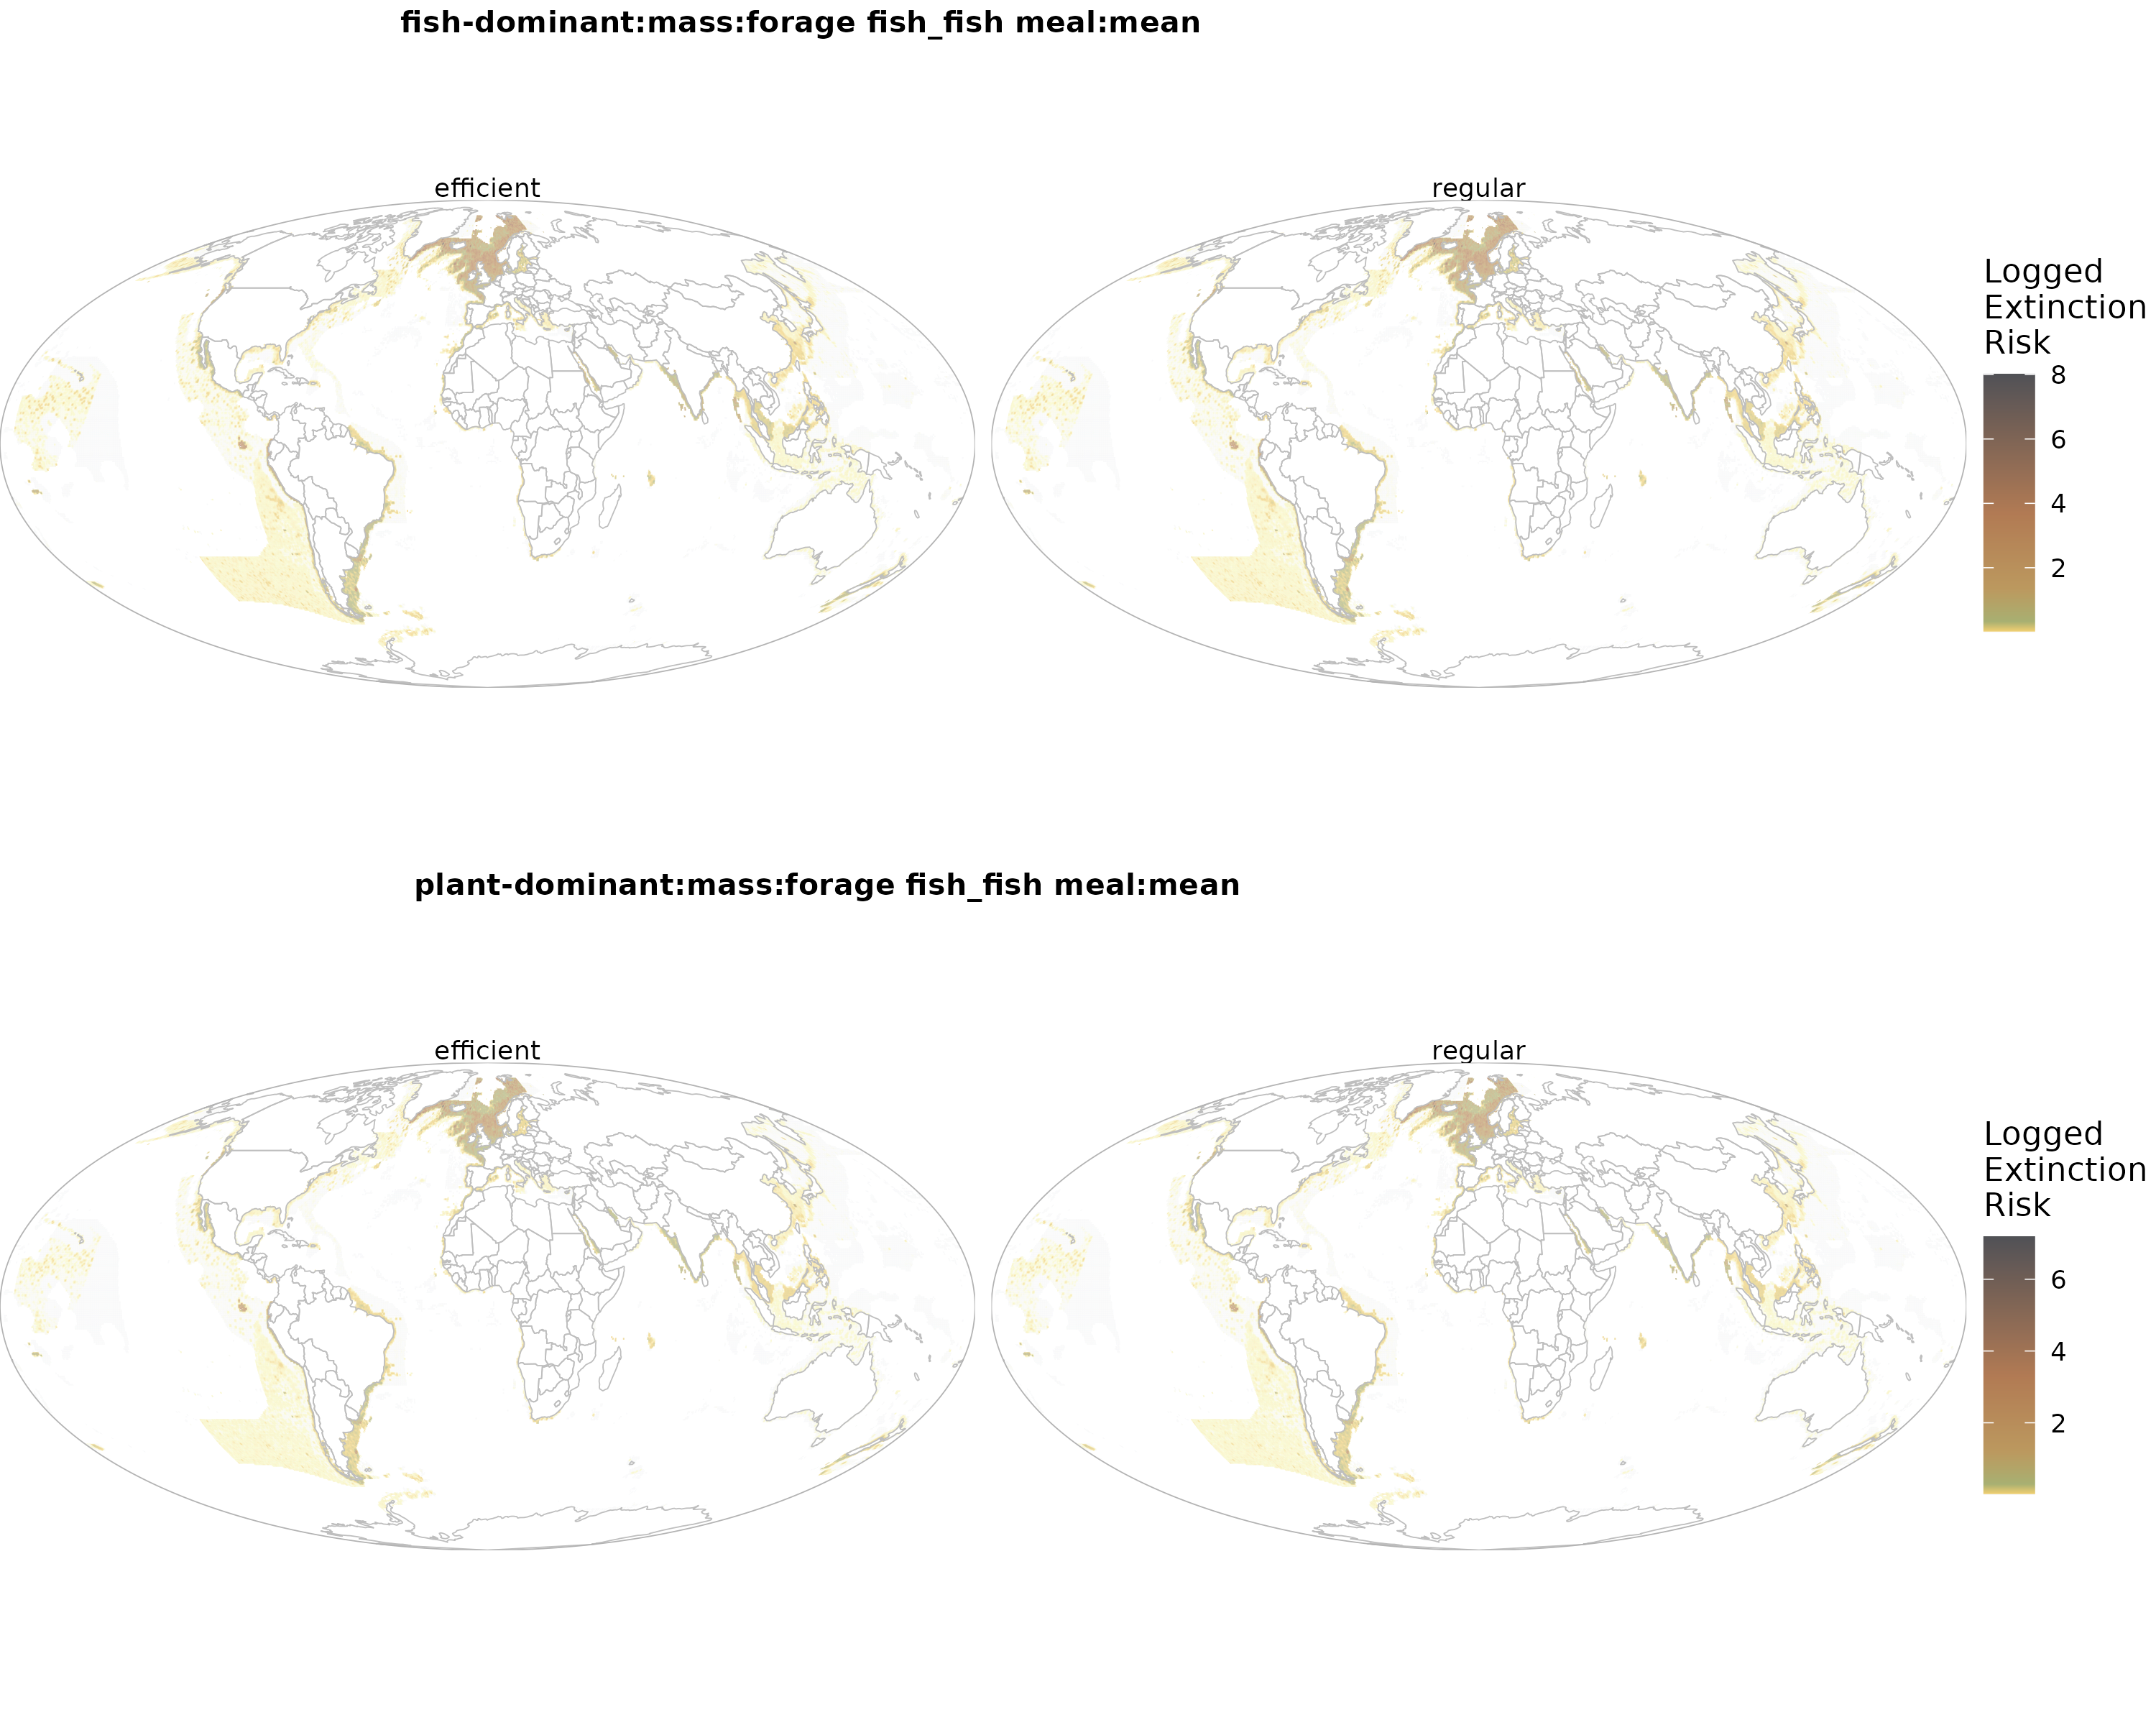 fish-dominant:mass:forage fish_fish meal:mean
efficient
regular
Logged
Extinction
Risk
8
6
4
2
plant-dominant:mass:forage fish_fish meal:mean
efficient
regular
Logged
Extinction
Risk
6
4
2